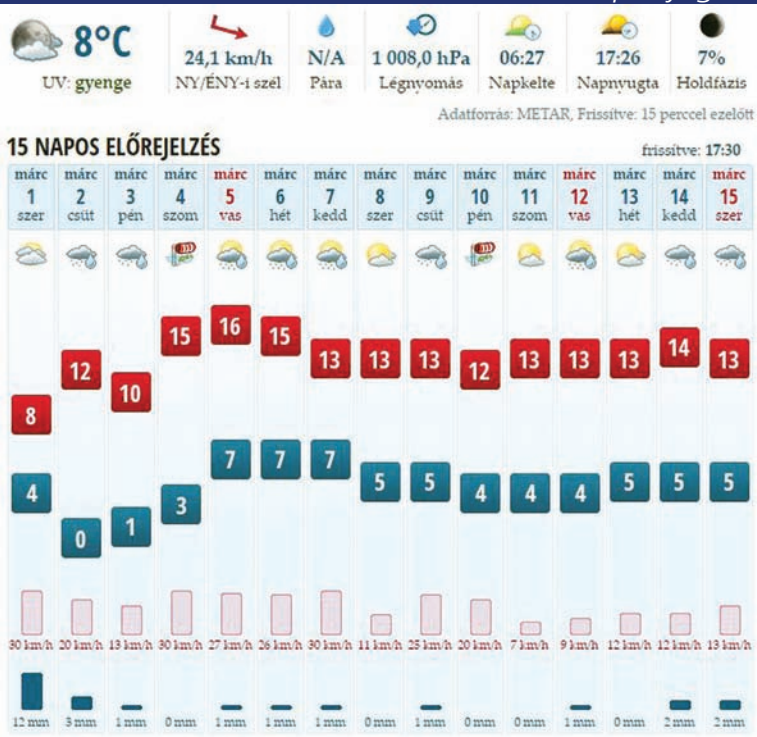 8°C
UV: gyenge
24,1 km/h
NY/ÉNY-i szél
N/A
Pára
1 008,0 hPa
Légnyomás
06:27
Napkelte
17:26
Napnyugta
7%
Holdfázis
Adatforrás: METAR, Frissítve: 15 perccel ezelőtt
15 NAPOS ELŐREJELZÉS
frissítve: 17:30
márc márc márc márc márc márc márc márc márc márc márc márc márc márc márc
1 2 3 4 5 6 7 8 9 10 11 12 13 14 15
szer csüt pén szom vas hét kedd szer csüt pén szom vas hét kedd szer
8 12 10 15 16 15 13 13 13 12 13 13 13 14 13
4 0 1 3 7 7 7 5 5 4 4 4 5 5 5
30 km/h 20 km/h 13 km/h 30 km/h 27 km/h 26 km/h 30 km/h 11 km/h 25 km/h 20 km/h 7 km/h 9 km/h 12 km/h 12 km/h 13 km/h
12 mm 3 mm 1 mm 0 mm 1 mm 1 mm 1 mm 0 mm 1 mm 0 mm 0 mm 1 mm 0 mm 2 mm 2 mm